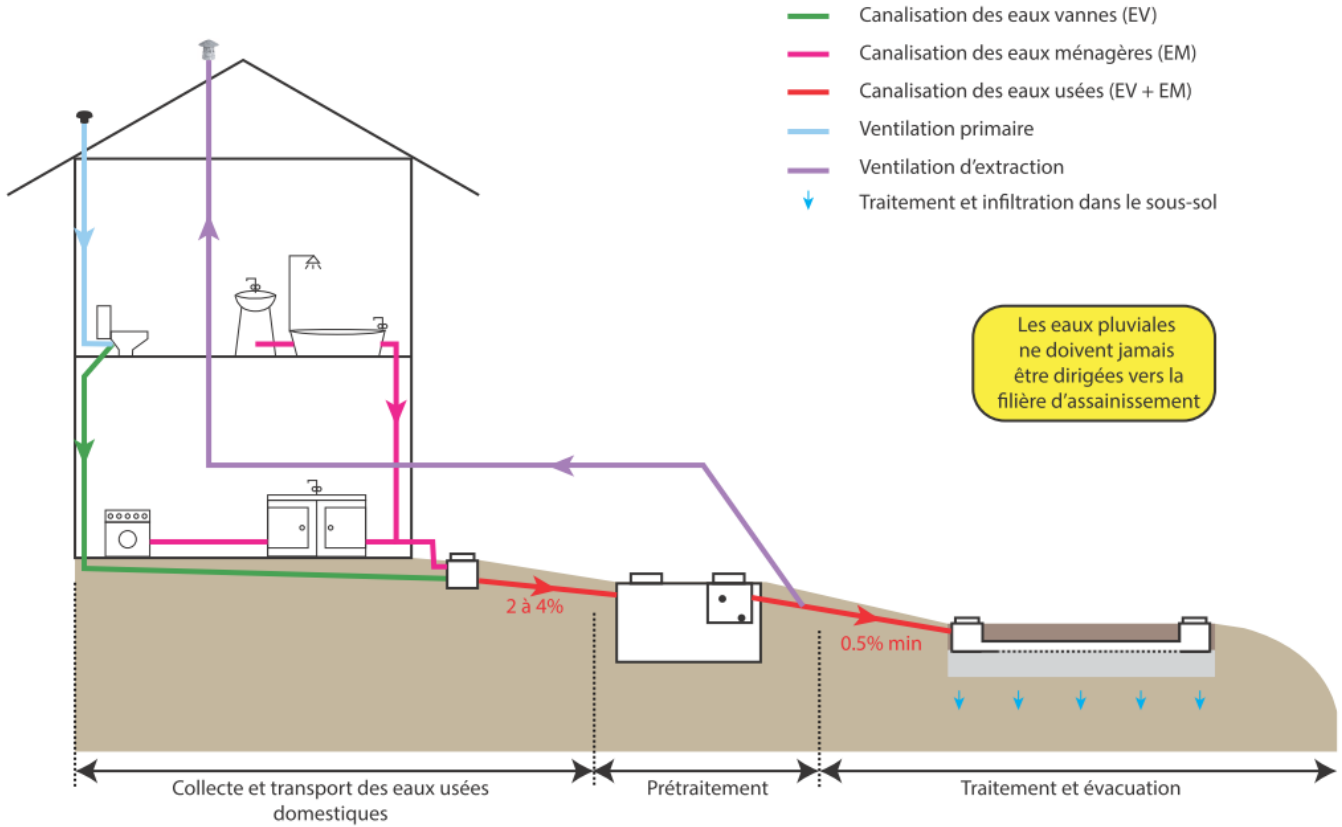 Canalisation des eaux vannes (EV)
Canalisation des eaux ménagères (EM)
Canalisation des eaux usées (EV + EM)
Ventilation primaire
Ventilation d’extraction
Traitement et infiltration dans le sous-sol
Les eaux pluviales
ne doivent jamais
être dirigées vers la
filière d’assainissement
2 à 4%
0.5% min
Collecte et transport des eaux usées
domestiques
Prétraitement
Traitement et évacuation